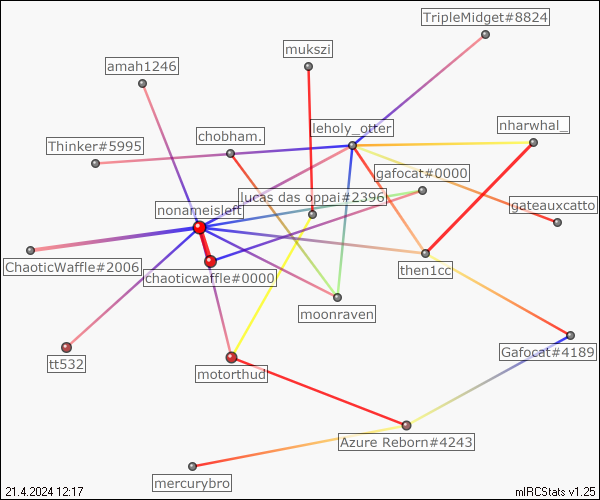 TripleMidget#8824
mukszi
amah1246
leholy_otter
nharwhal_
chobham.
Thinker#5995
gafocat#0000
lucas das oppai#2396
gateauxcatto
nonameisleft
ChaoticWaffle#2006
chaoticwaffle#0000
then1cc
moonraven
Gafocat#4189
tt532
motorthud
Azure Reborn#4243
mercurybro
21.4.2024 12:17
mIRCStats v1.25